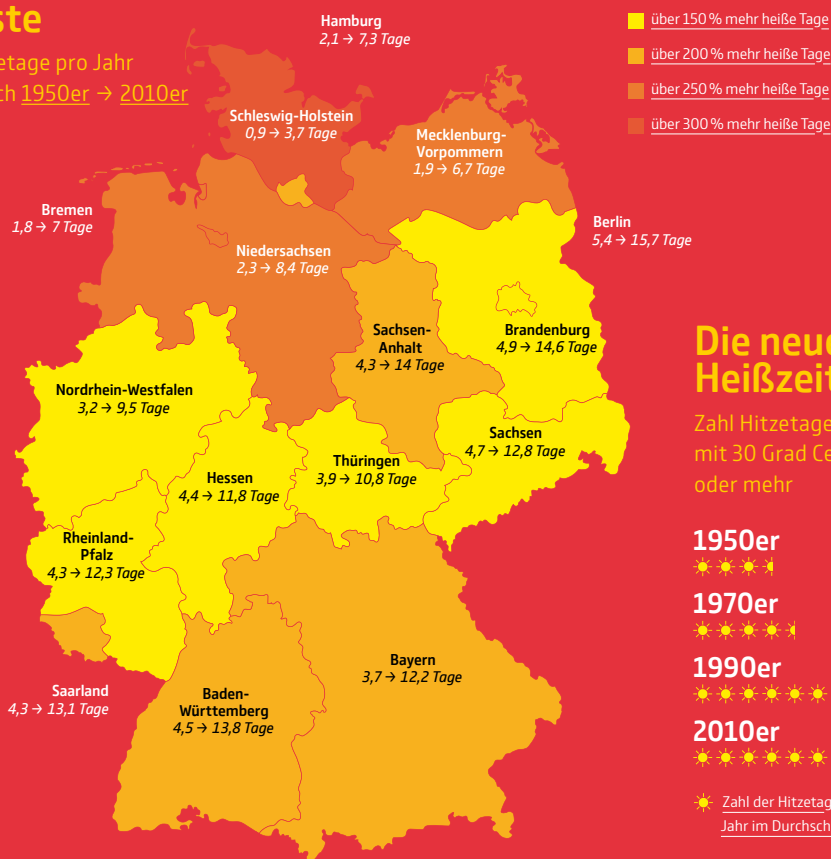 ste
etage pro Jahr
ch 1950er → 2010er
Hamburg
2,1 → 7,3 Tage
über 150 % mehr heiße Tage
über 200 % mehr heiße Tage
über 250 % mehr heiße Tage
über 300 % mehr heiße Tage
Schleswig-Holstein
0,9 → 3,7 Tage
Mecklenburg-
Vorpommern
1,9 → 6,7 Tage
Bremen
1,8 → 7 Tage
Berlin
5,4 → 15,7 Tage
Niedersachsen
2,3 → 8,4 Tage
Sachsen-
Anhalt
4,3 → 14 Tage
Brandenburg
4,9 → 14,6 Tage
Nordrhein-Westfalen
3,2 → 9,5 Tage
Sachsen
4,7 → 12,8 Tage
Thüringen
3,9 → 10,8 Tage
Hessen
4,4 → 11,8 Tage
Rheinland-
Pfalz
4,3 → 12,3 Tage
Bayern
3,7 → 12,2 Tage
Saarland
4,3 → 13,1 Tage
Baden-
Württemberg
4,5 → 13,8 Tage
Die neue
Heißzeit
Zahl Hitzetage
mit 30 Grad Ce
oder mehr
1950er
1970er
1990er
2010er
Zahl der Hitzetag
Jahr im Durchsch